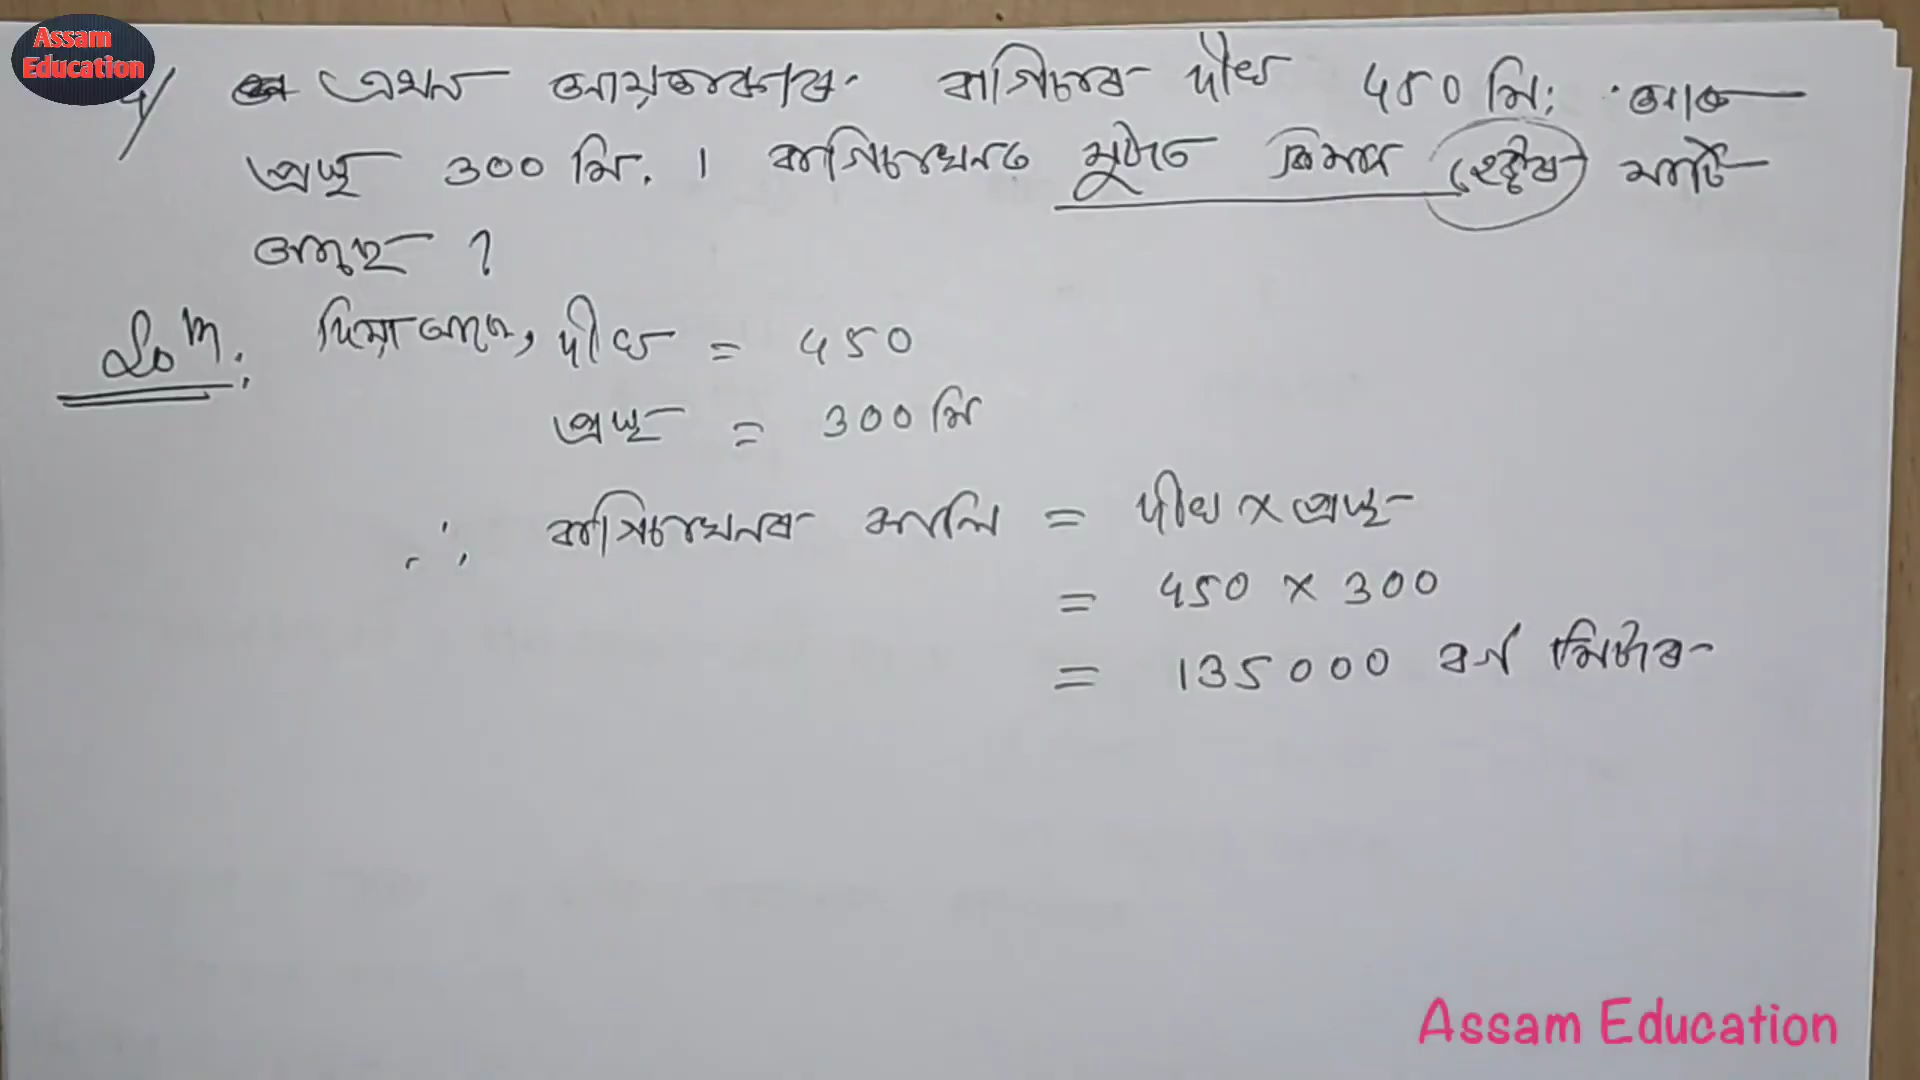 Assam
Education
4/ এখন আয়তাকাৰ বাগিচাৰ দীঘ 450 মি: আৰু
প্ৰস্থ 300 মি. । বাগিচাখনত মুঠতে কিমান হেক্টৰ মাটি
আছে ?
Soln: দিয়া আছে, দীঘ = 450
প্ৰস্থ = 300 মি
∴ বাগিচাখনৰ কালি = দীঘ × প্ৰস্থ
= 450 × 300
= 135000 বৰ্গ মিটাৰ
Assam Education